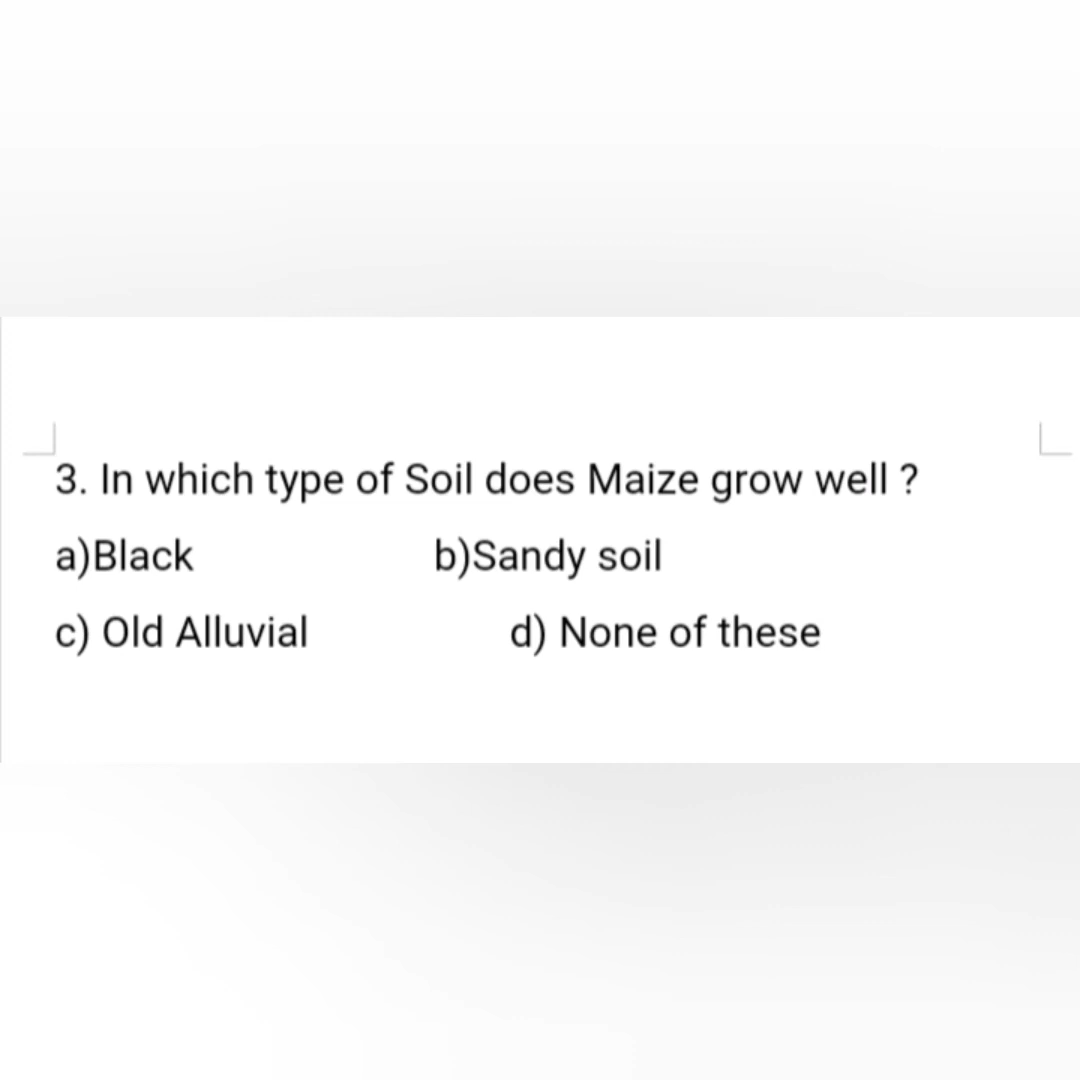 3. In which type of Soil does Maize grow well ?
a)Black b)Sandy soil
c) Old Alluvial d) None of these